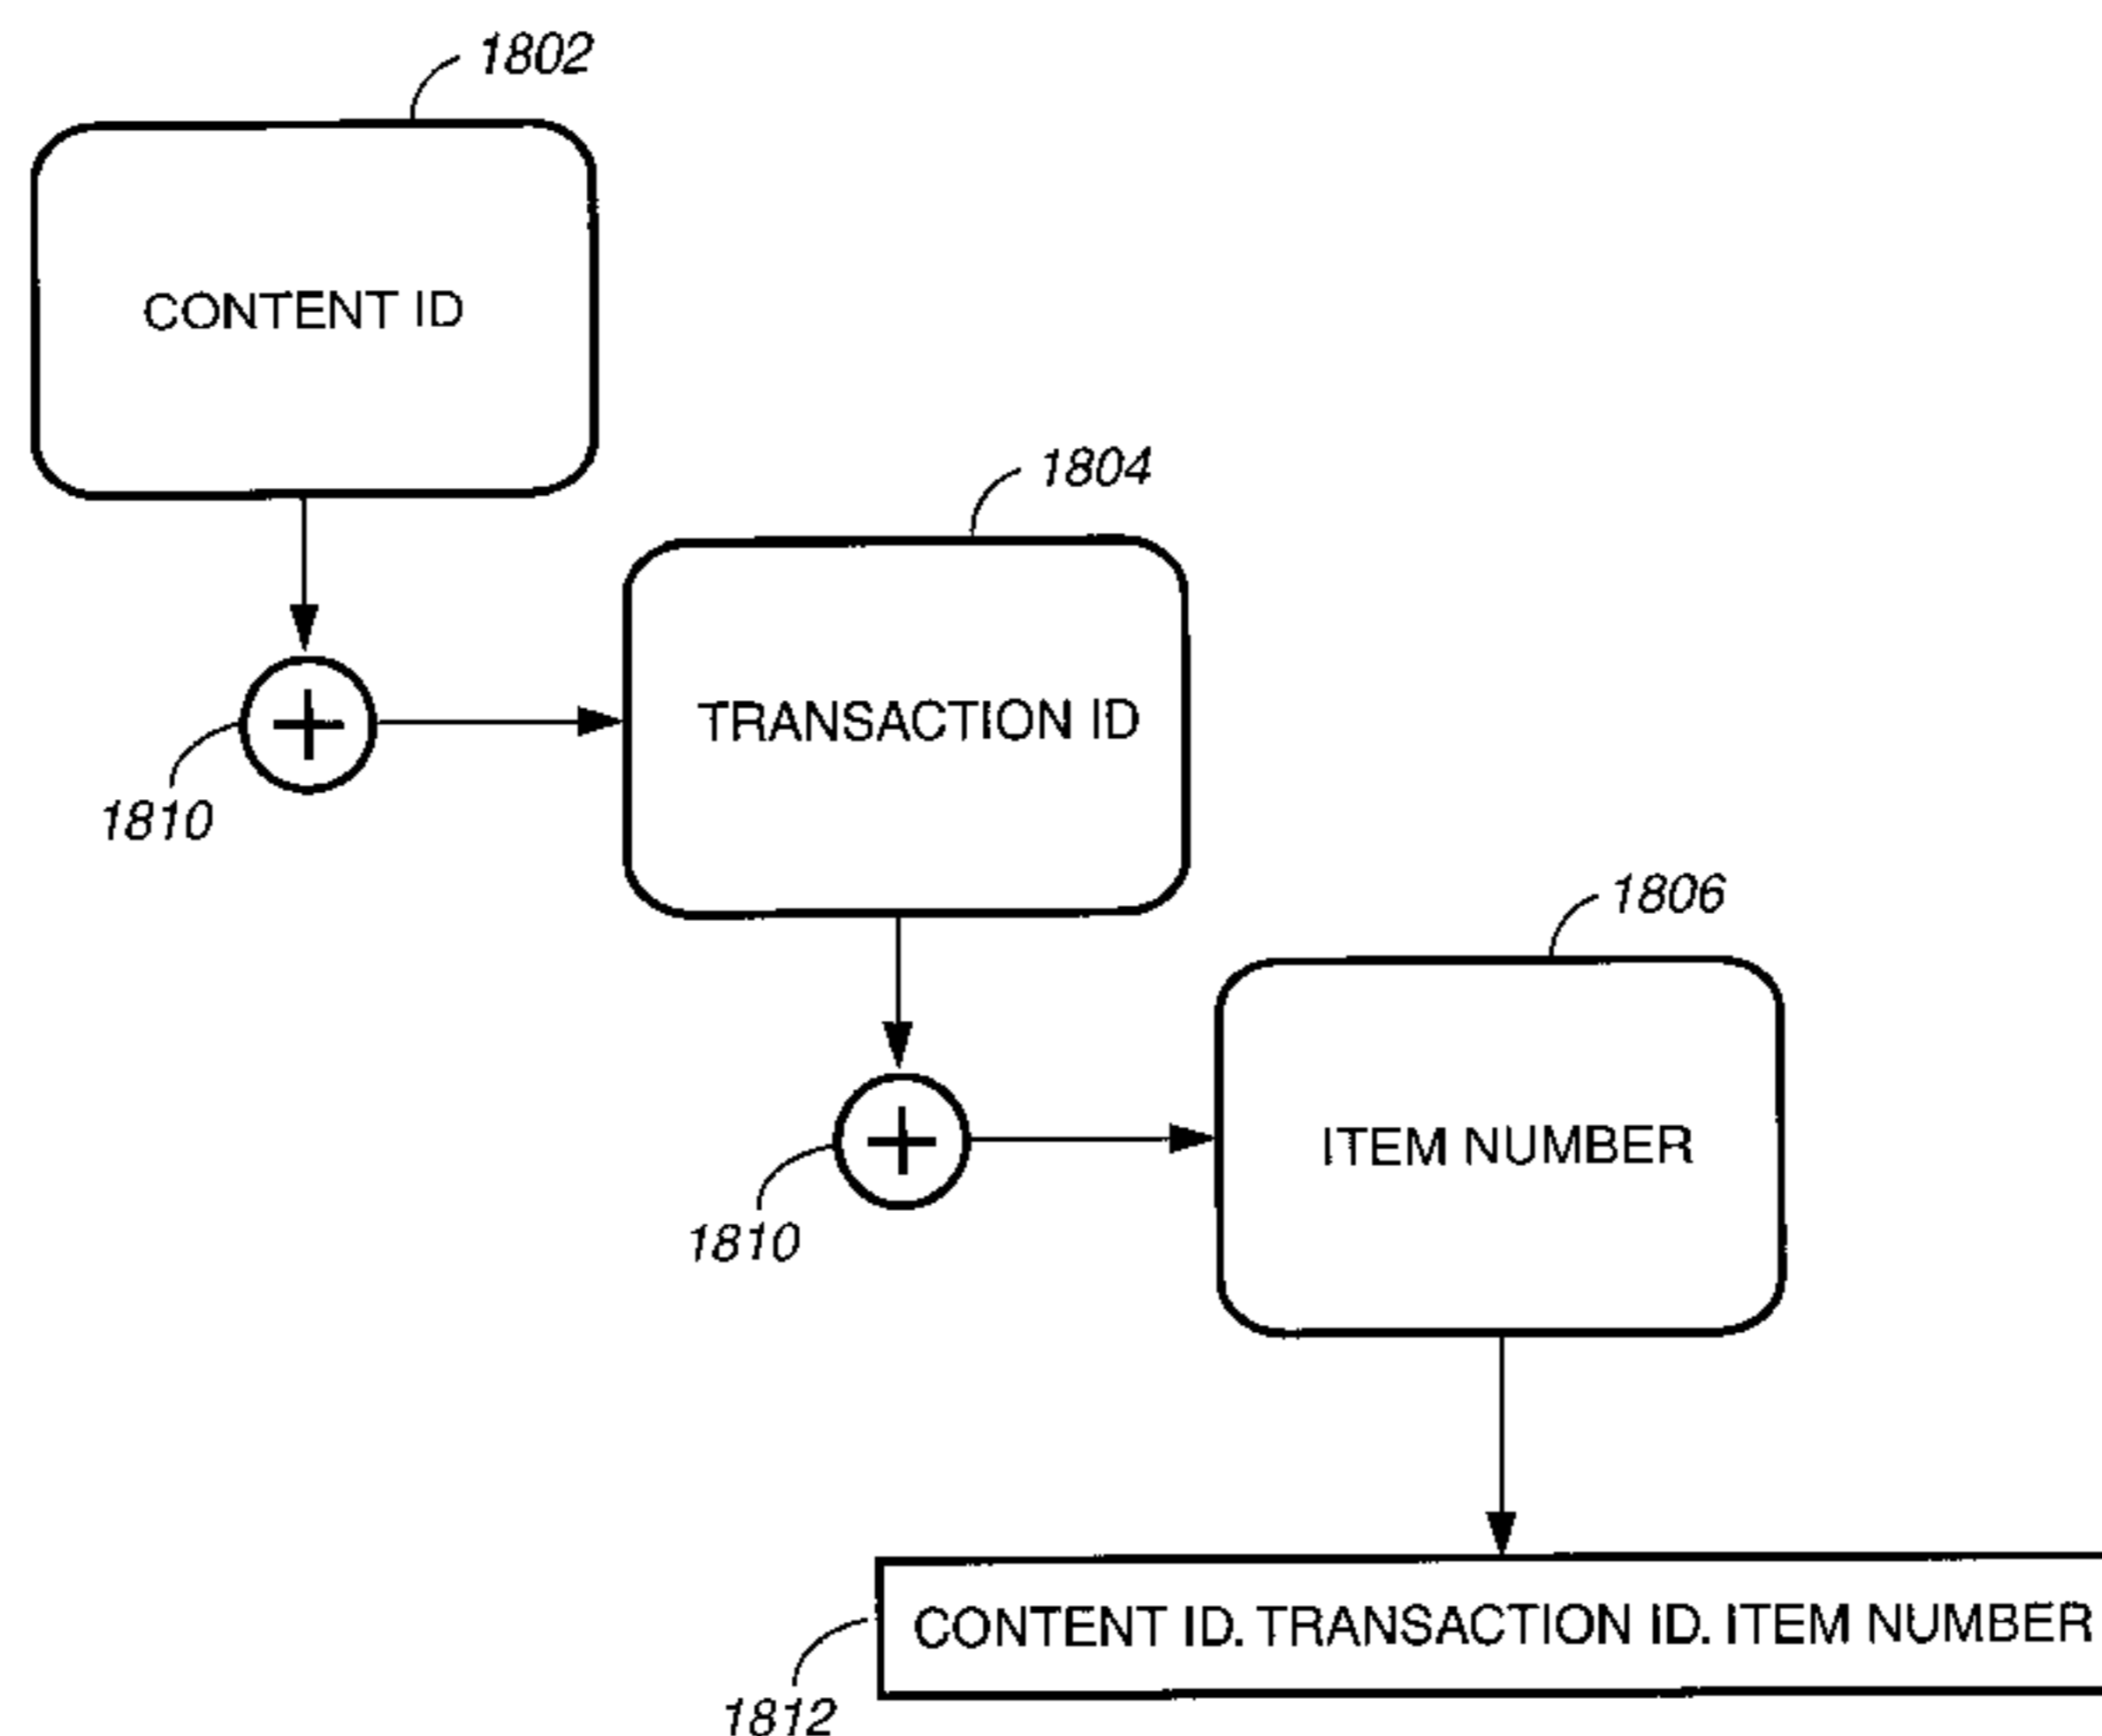 1802
CONTENT ID
1804
TRANSACTION ID
1810
1806
ITEM NUMBER
1810
CONTENT ID. TRANSACTION ID. ITEM NUMBER
1812